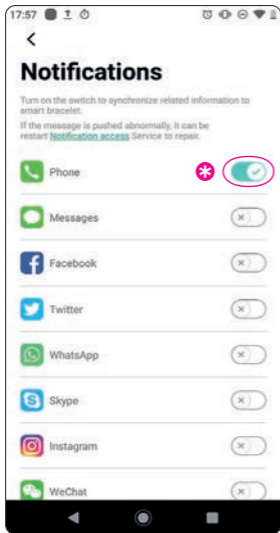 17:57
Notifications
Turn on the switch to synchronize related information to
smart bracelet.
If the message is pushed abnormally, it can be
restart Notification access Service to repair.
Phone
Messages
Facebook
Twitter
WhatsApp
Skype
Instagram
WeChat